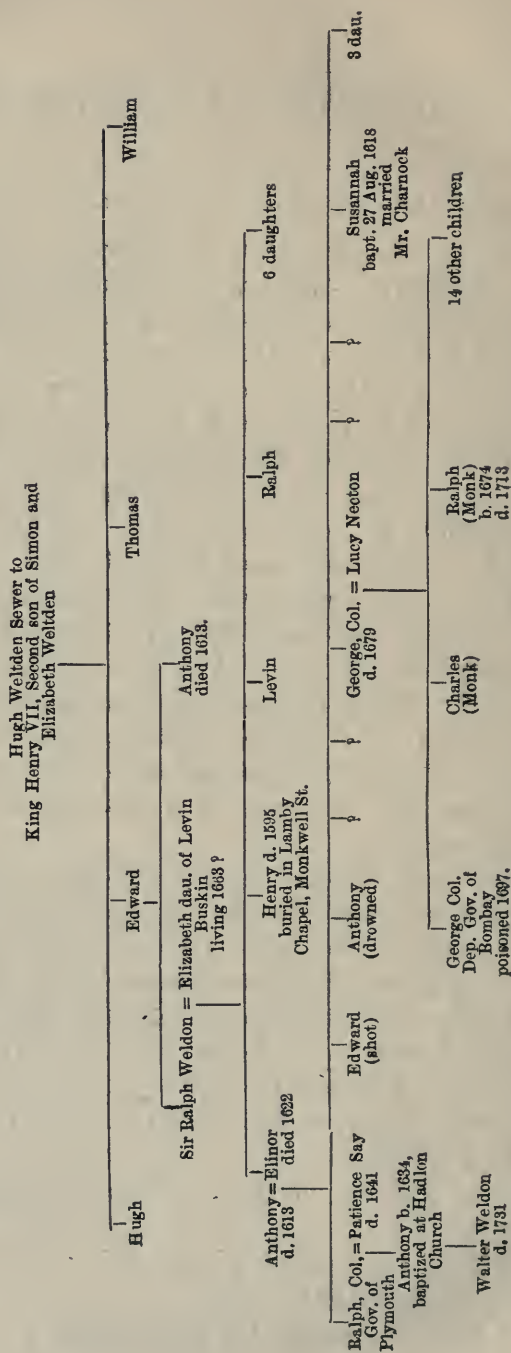 Hugh Weltden Sewer to
King Henry VII, Second son of Simon and
Elizabeth Weltden
Hugh
Edward
Thomas
William
Sir Ralph Weldon = Elizabeth dau. of Levin
Buskin
living 1663?
Anthony
died 1613.
Anthony = Elinor
d. 1613 died 1622
Henry d. 1595
buried in Lamby
Chapel, Monkwell St.
Levin
Ralph
6 daughters
Ralph, Col, = Patience Say
Gov. of d. 1641
Plymouth
Edward
(shot)
Anthony
(drowned)
?
?
George, Col. = Lucy Necton
d. 1679
?
?
Susannah
bapt. 27 Aug. 1618
married
Mr. Charnock
3 dau.
Anthony b. 1634,
baptized at Hadlon
Church
Walter Weldon
d. 1731
George Col.
Dep. Gov. of
Bombay
poisoned 1697.
Charles
(Monk)
Ralph
(Monk)
b. 1674
d. 1713
14 other children